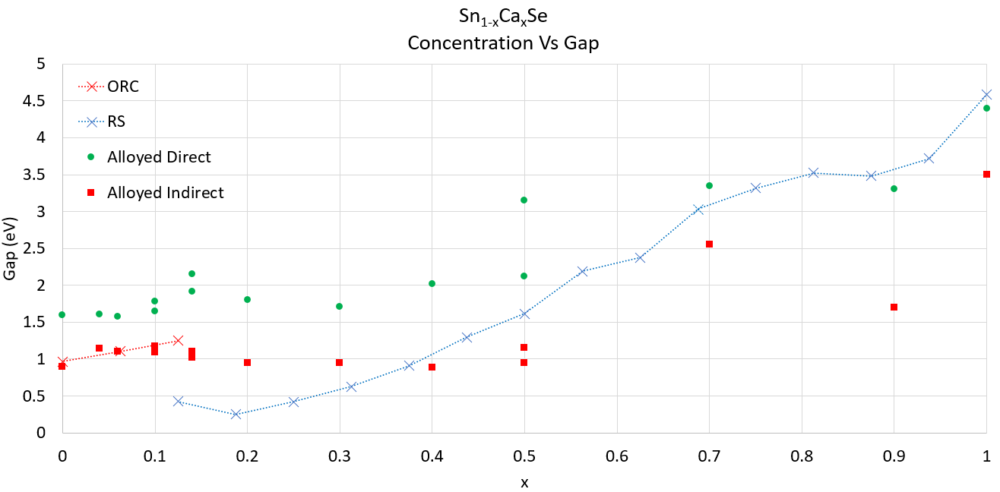 Sn₁₋ₓCaₓSe
Concentration Vs Gap
5
4.5
4
3.5
3
2.5
2
1.5
1
0.5
0
Gap (eV)
ORC
RS
Alloyed Direct
Alloyed Indirect
0 0.1 0.2 0.3 0.4 0.5 0.6 0.7 0.8 0.9 1
x